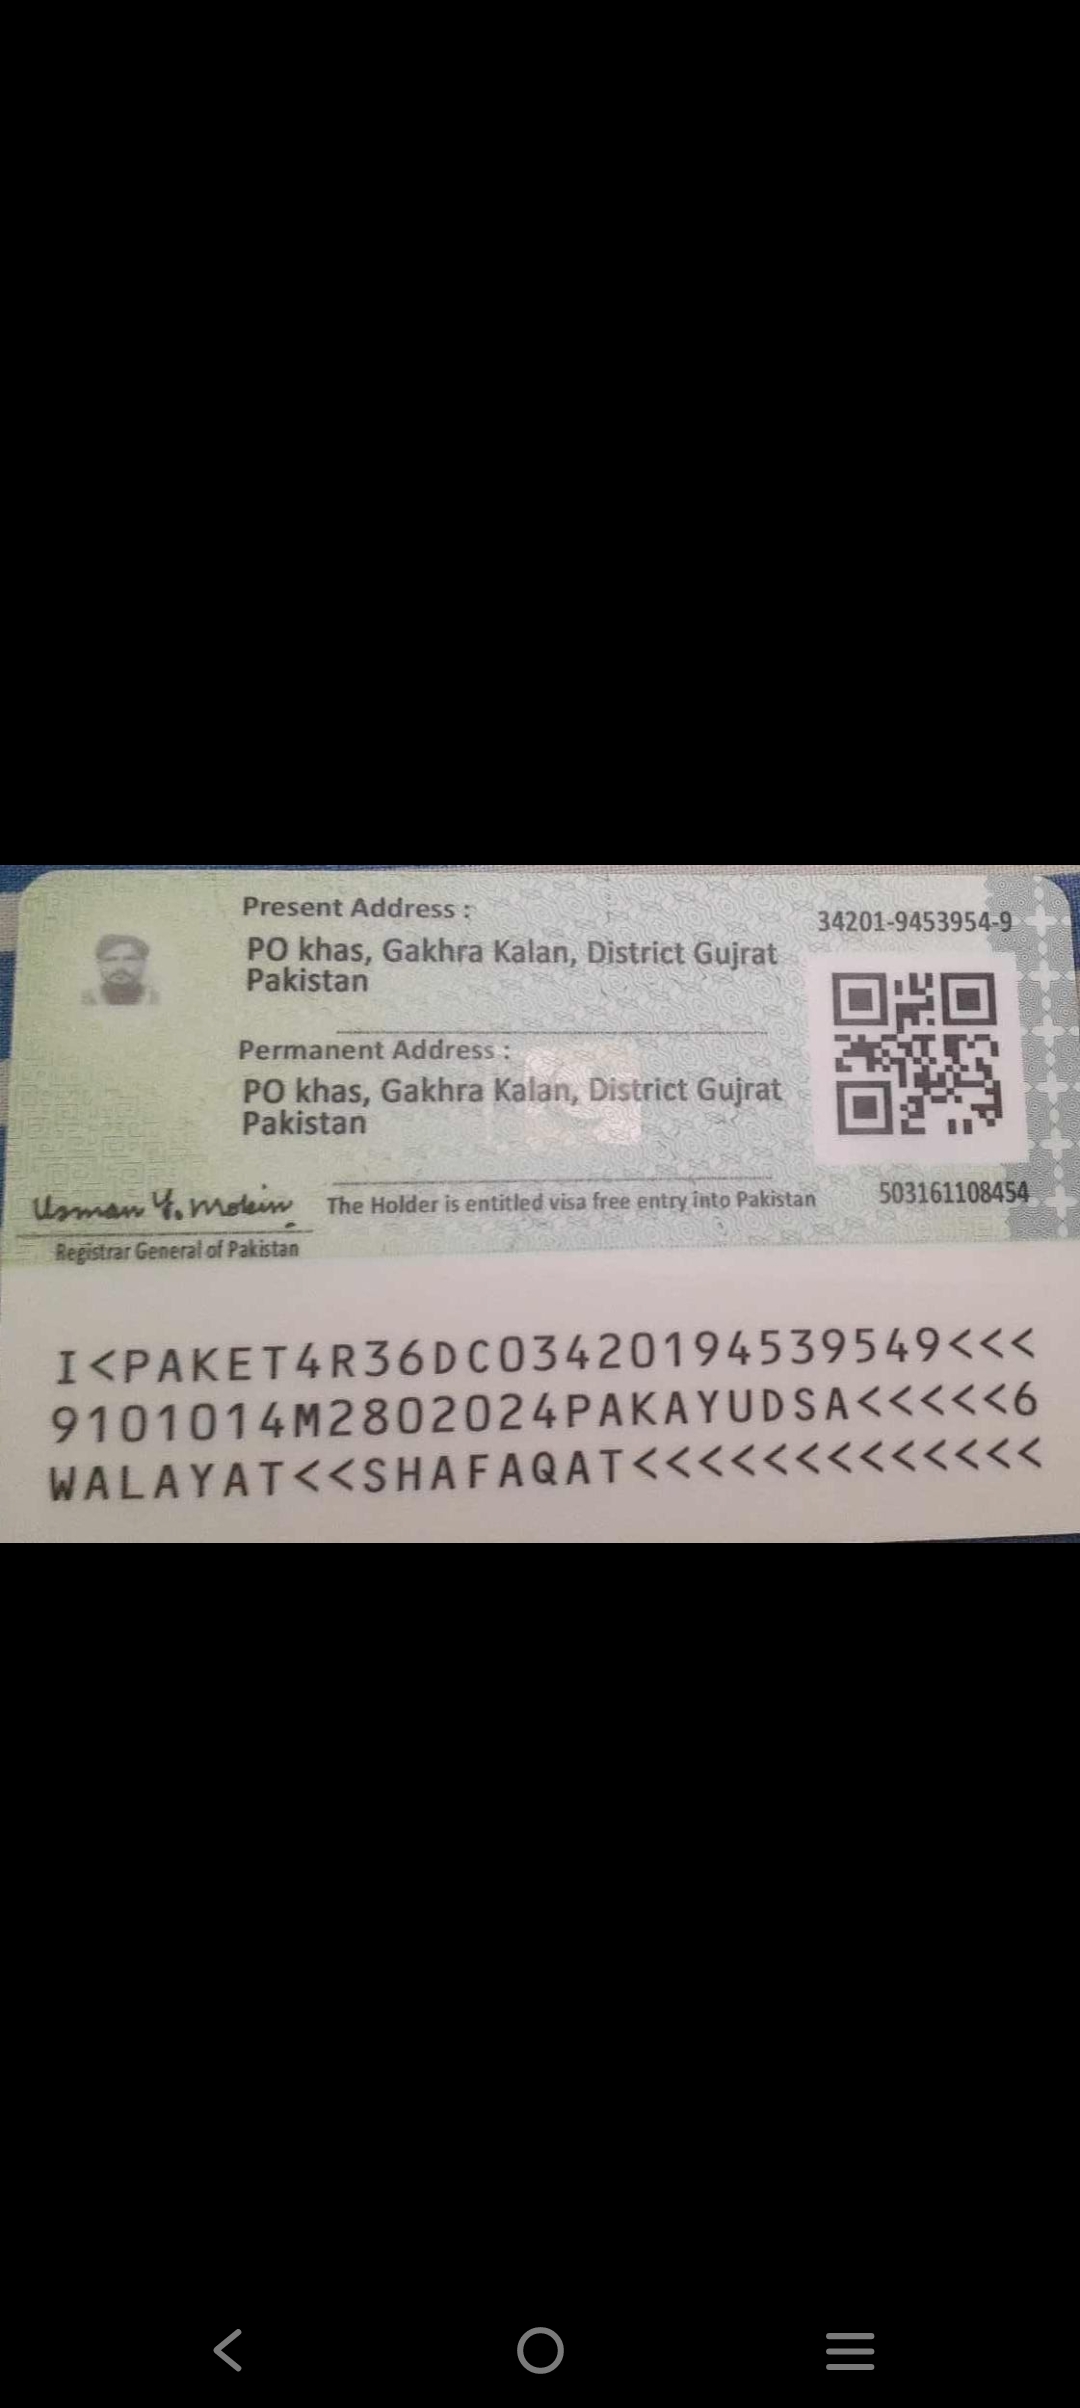 Present Address :
34201-9453954-9
PO khas, Gakhra Kalan, District Gujrat
Pakistan
Permanent Address :
PO khas, Gakhra Kalan, District Gujrat
Pakistan
Usman Y. Mobin
The Holder is entitled visa free entry into Pakistan
503161108454
Registrar General of Pakistan
I<PAKET4R36DC03420194539549<<<
9101014M2802024PAKAYUDSA<<<<<6
WALAYAT<<SHAFAQAT<<<<<<<<<<<<<